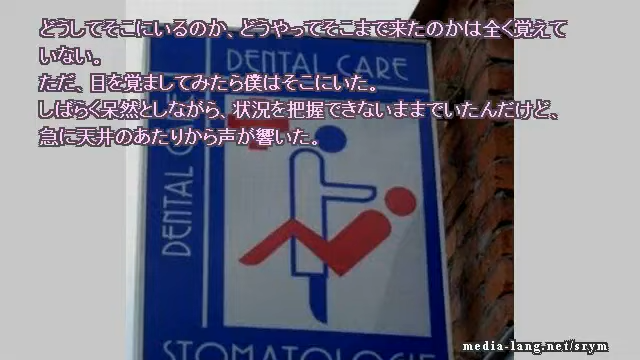 どうしてそこにいるのか、どうやってそこまで来たのかは全く覚えて
いない。
ただ、目を覚ましてみたら僕はそこにいた。
しばらく呆然としながら、状況を把握できないままでいたんだけど、
急に天井のあたりから声が響いた。
DENTAL CARE
DENTAL CARE
STOMATOLOGIE
media-lang.net/srym